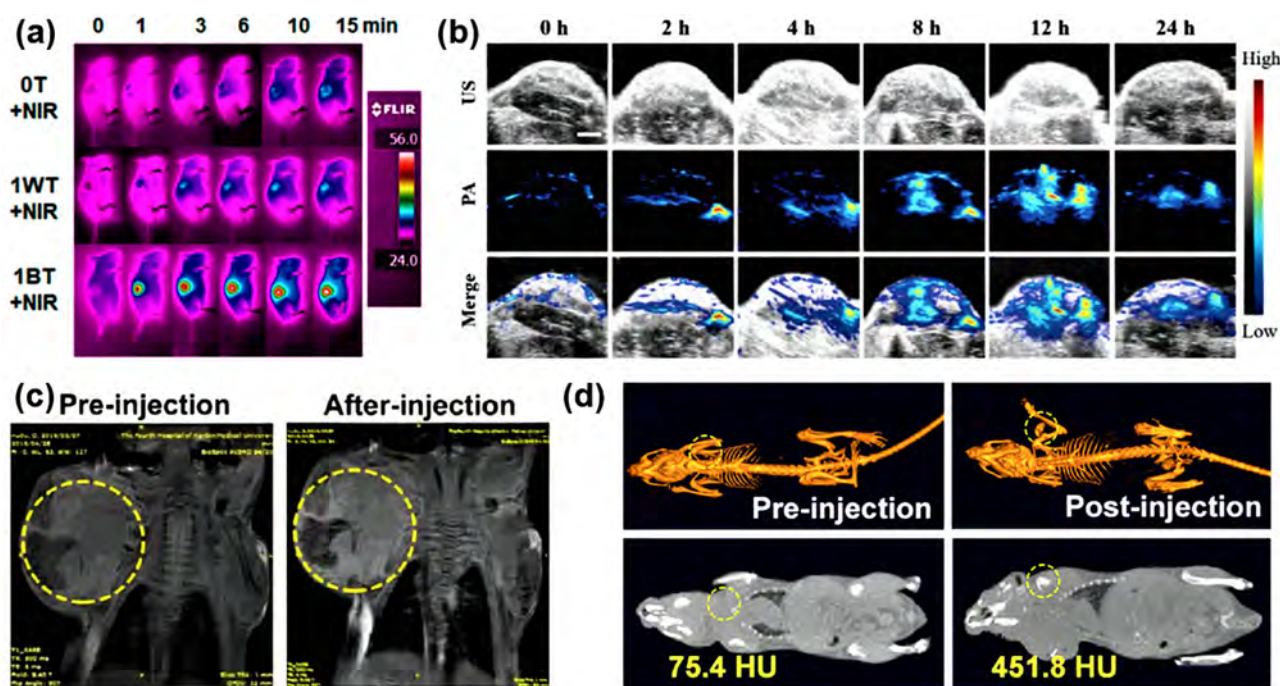 (a)
0 1 3 6 10 15 min
0T
+NIR
1WT
+NIR
1BT
+NIR
FLIR
56.0
24.0
(b)
0 h 2 h 4 h 8 h 12 h 24 h
US
PA
Merge
High
Low
(c)
Pre-injection
After-injection
(d)
Pre-injection
Post-injection
75.4 HU
451.8 HU